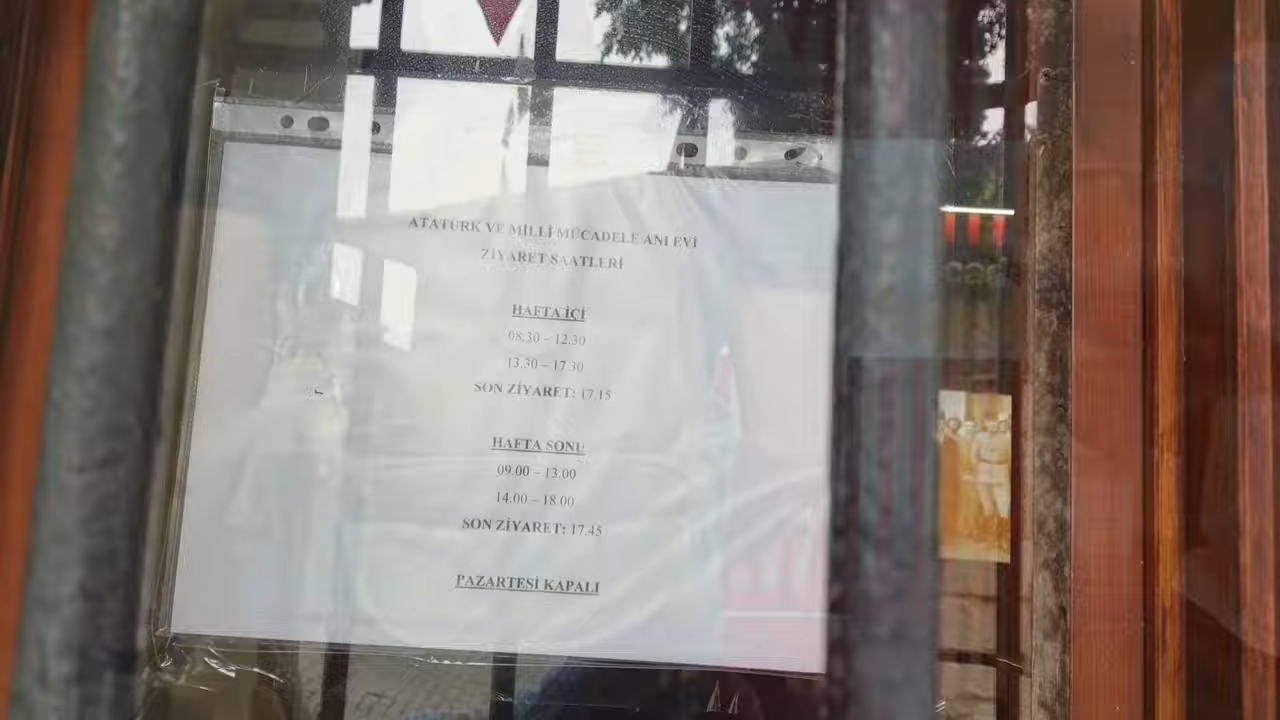 ATATÜRK VE MİLLİ MÜCADELE ANI EVİ
ZİYARET SAATLERİ
HAFTA İÇİ
08.30 – 12.30
13.30 – 17.30
SON ZİYARET: 17.15
HAFTA SONU
09.00 – 13.00
14.00 – 18.00
SON ZİYARET: 17.45
PAZARTESİ KAPALI